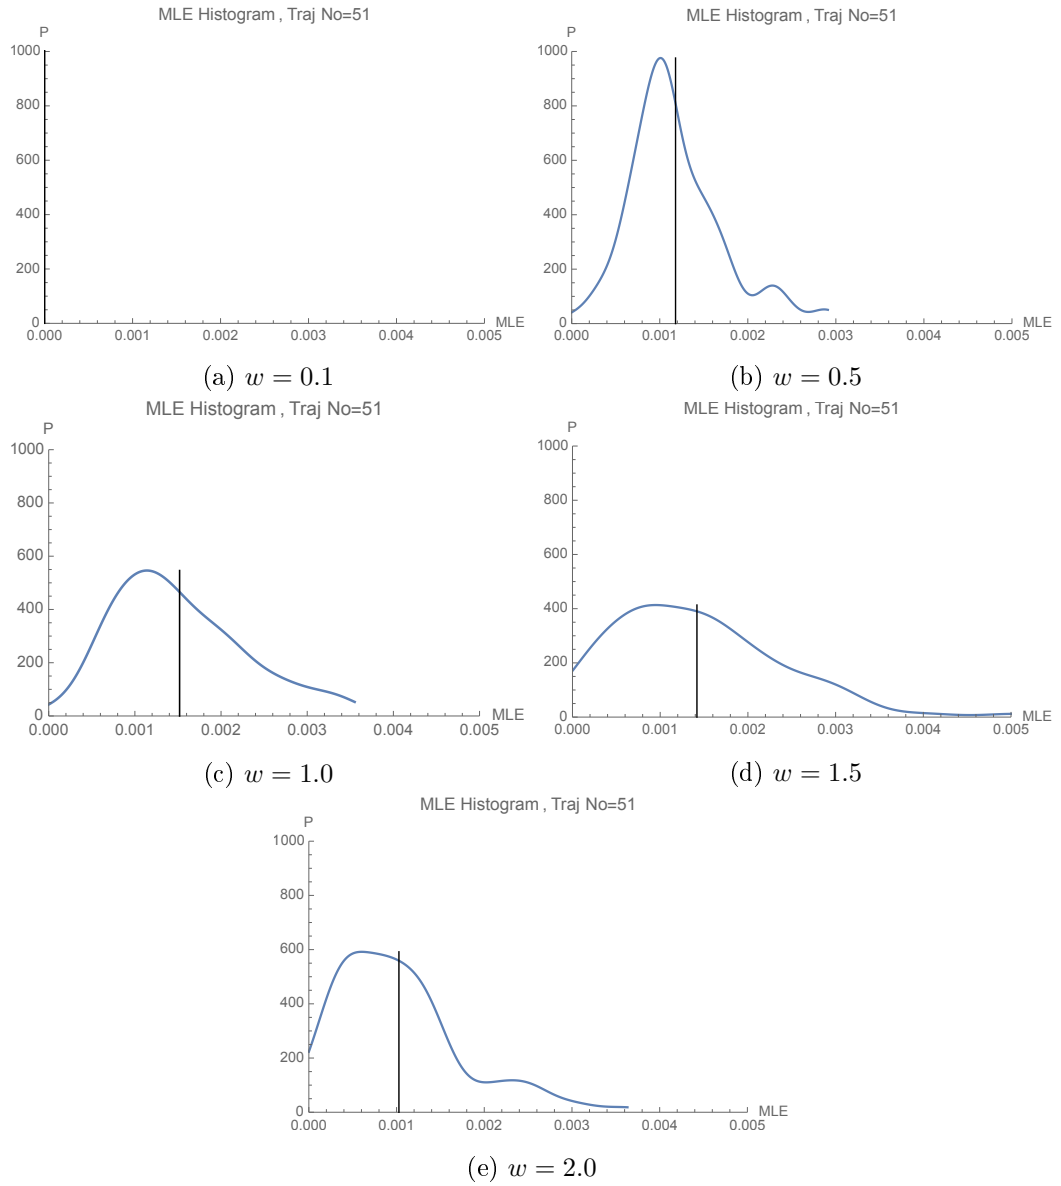 MLE Histogram , Traj No=51
P
1000
800
600
400
200
0
0.000 0.001 0.002 0.003 0.004 0.005 MLE
(a) w = 0.1
MLE Histogram , Traj No=51
P
1000
800
600
400
200
0
0.000 0.001 0.002 0.003 0.004 0.005 MLE
(b) w = 0.5
MLE Histogram , Traj No=51
P
1000
800
600
400
200
0
0.000 0.001 0.002 0.003 0.004 0.005 MLE
(c) w = 1.0
MLE Histogram , Traj No=51
P
1000
800
600
400
200
0
0.000 0.001 0.002 0.003 0.004 0.005 MLE
(d) w = 1.5
MLE Histogram , Traj No=51
P
1000
800
600
400
200
0
0.000 0.001 0.002 0.003 0.004 0.005 MLE
(e) w = 2.0